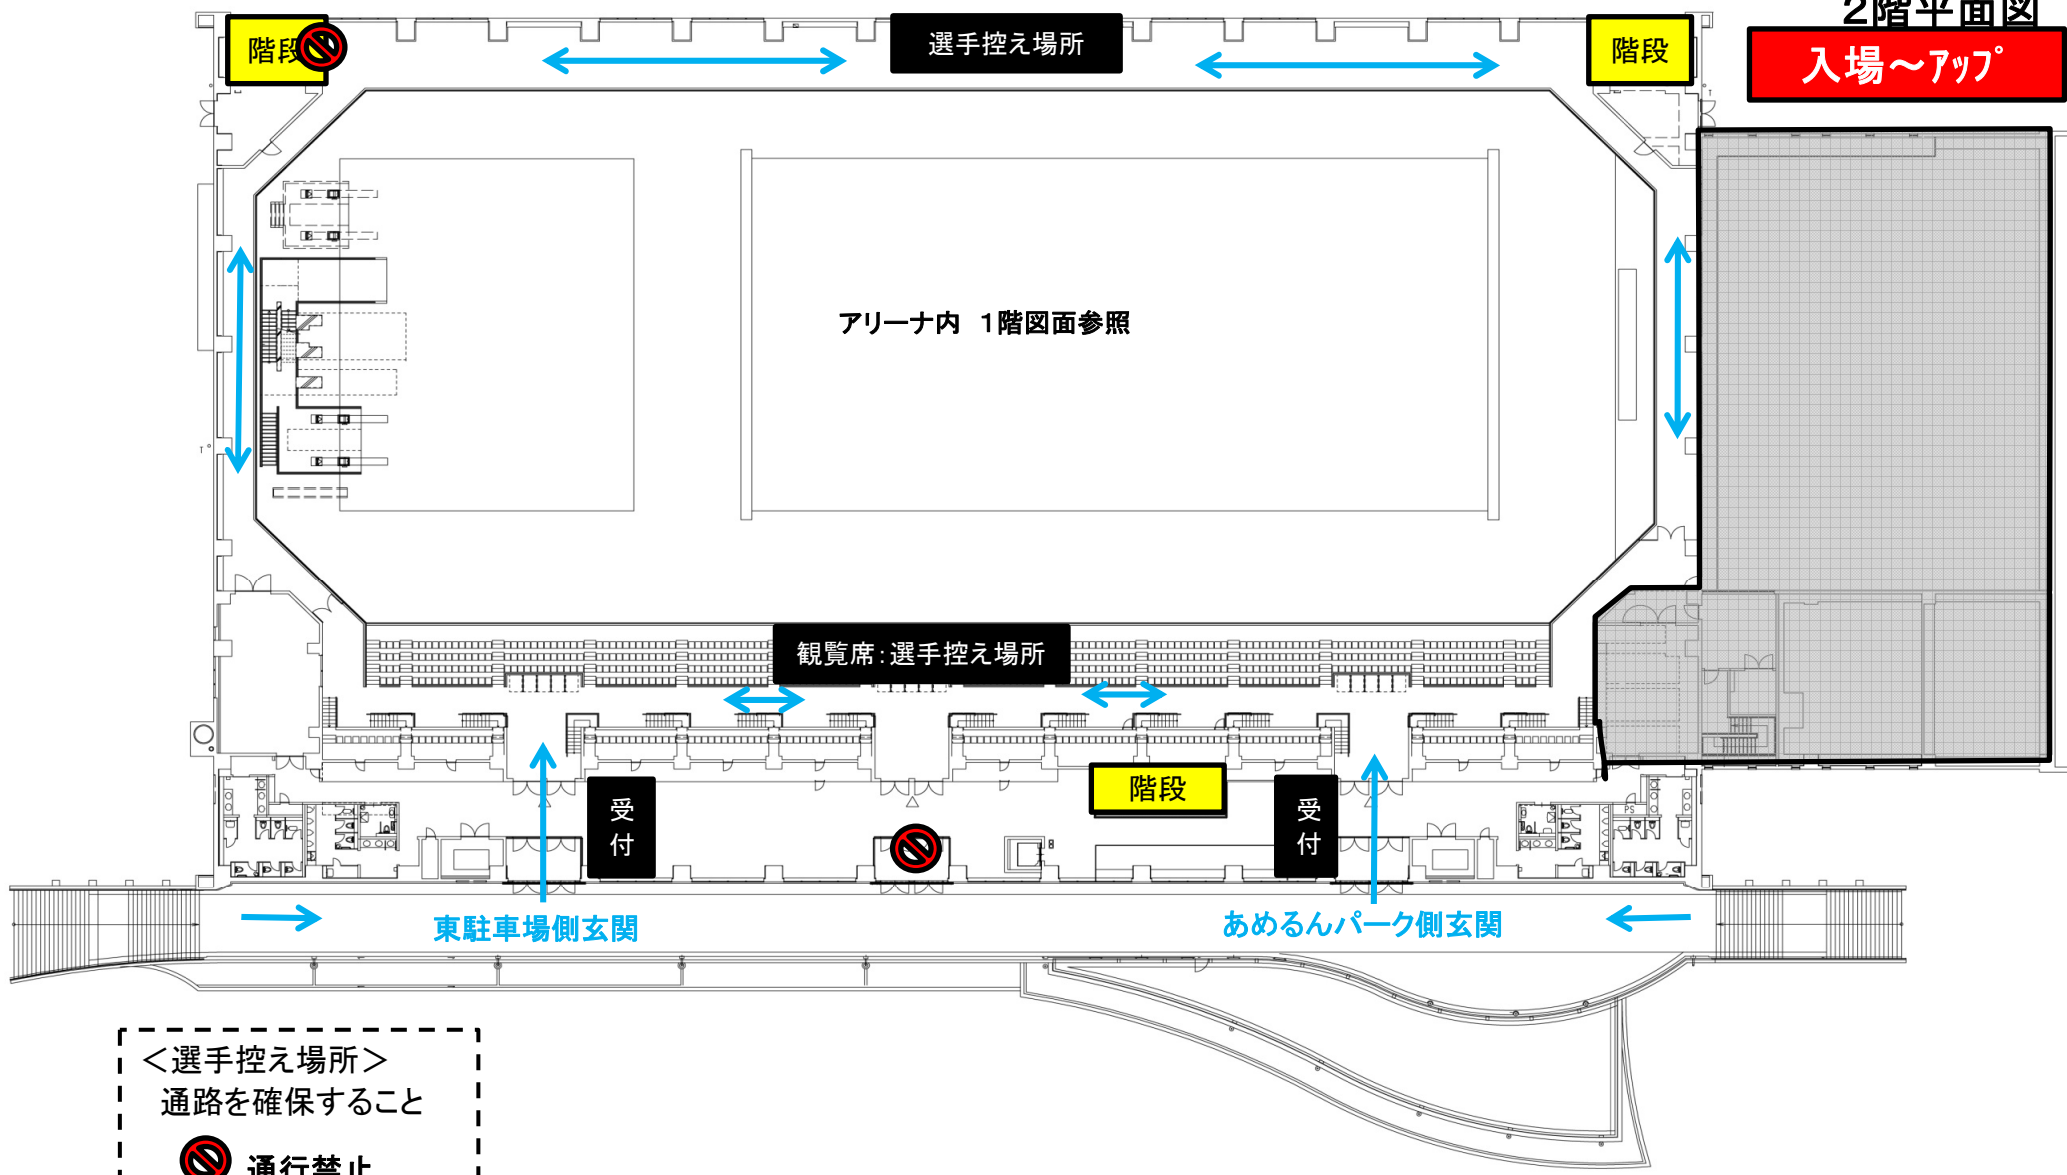 2階平面図
入場～ｱｯﾌﾟ
階段
選手控え場所
階段
アリーナ内　1階図面参照
観覧席：選手控え場所
階段
受付
受付
PS
東駐車場側玄関
あめるんパーク側玄関
＜選手控え場所＞
通路を確保すること
通行禁止